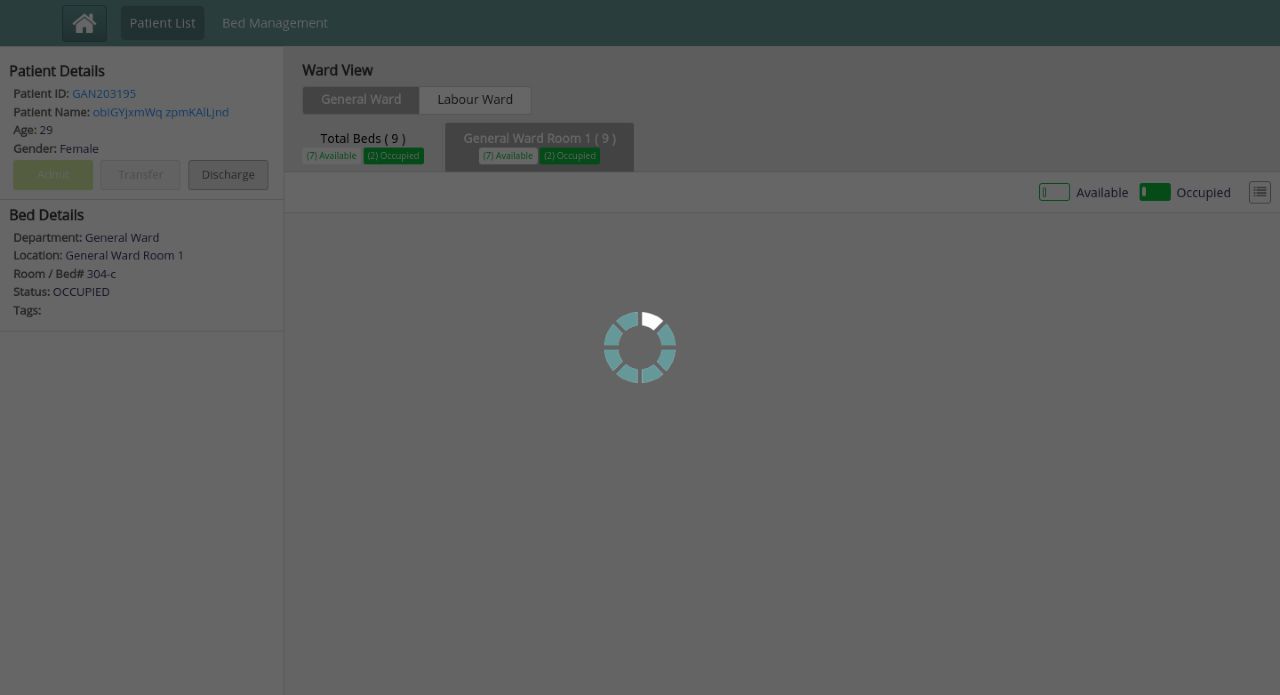 Patient List Bed Management
Patient Details
Patient ID: GAN203195
Patient Name: obiGYjxmWq zpmKAlLjnd
Age: 29
Gender: Female
Admit Transfer Discharge
Bed Details
Department: General Ward
Location: General Ward Room 1
Room / Bed# 304-c
Status: OCCUPIED
Tags:
Ward View
General Ward Labour Ward
Total Beds ( 9 ) General Ward Room 1 ( 9 )
(7) Available (2) Occupied (7) Available (2) Occupied
Available Occupied